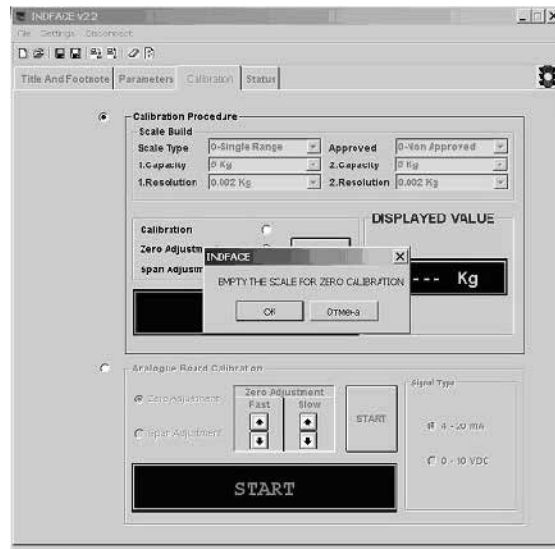 INDFACE v2.2
File Settings Disconnect
Title And Footnote Parameters Calibration Status
Calibration Procedure
Scale Build
Scale Type 0-Single Range Approved 0-Non Approved
1.Capacity 0 Kg 2.Capacity 0 Kg
1.Resolution 0.002 Kg 2.Resolution 0.002 Kg
DISPLAYED VALUE
Calibration
Zero Adjustm
Span Adjustm
INDFACE
EMPTY THE SCALE FOR ZERO CALIBRATION
OK Отмена
--- Kg
Analogue Board Calibration
Signal Type
Zero Adjustment
Fast Slow
Zero Adjustment
Span Adjustment
START
4 - 20 mA
0 - 10 VDC
START